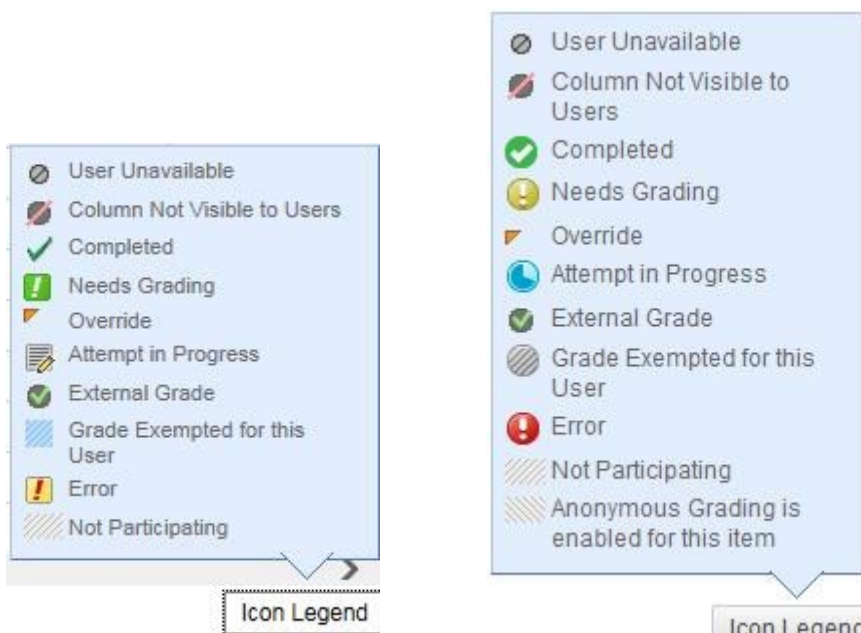 User Unavailable
Column Not Visible to Users
Completed
Needs Grading
Override
Attempt in Progress
External Grade
Grade Exempted for this
User
Error
Not Participating
Icon Legend
User Unavailable
Column Not Visible to
Users
Completed
Needs Grading
Override
Attempt in Progress
External Grade
Grade Exempted for this
User
Error
Not Participating
Anonymous Grading is
enabled for this item
Icon Legend